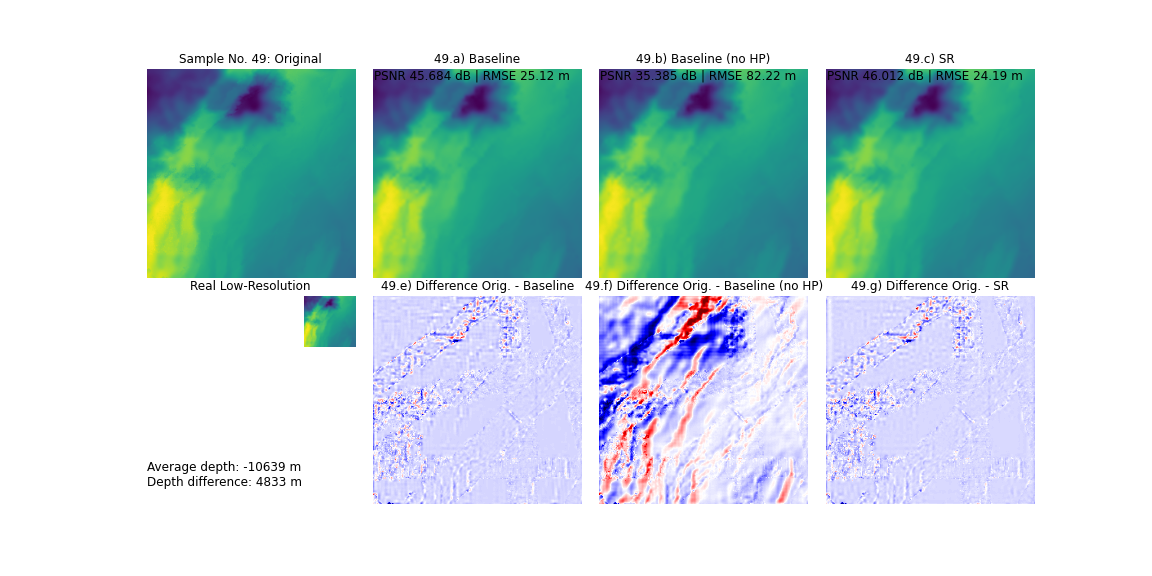 Sample No. 49: Original
49.a) Baseline
49.b) Baseline (no HP)
49.c) SR
PSNR 45.684 dB | RMSE 25.12 m
PSNR 35.385 dB | RMSE 82.22 m
PSNR 46.012 dB | RMSE 24.19 m
Real Low-Resolution
49.e) Difference Orig. - Baseline
49.f) Difference Orig. - Baseline (no HP)
49.g) Difference Orig. - SR
Average depth: -10639 m
Depth difference: 4833 m